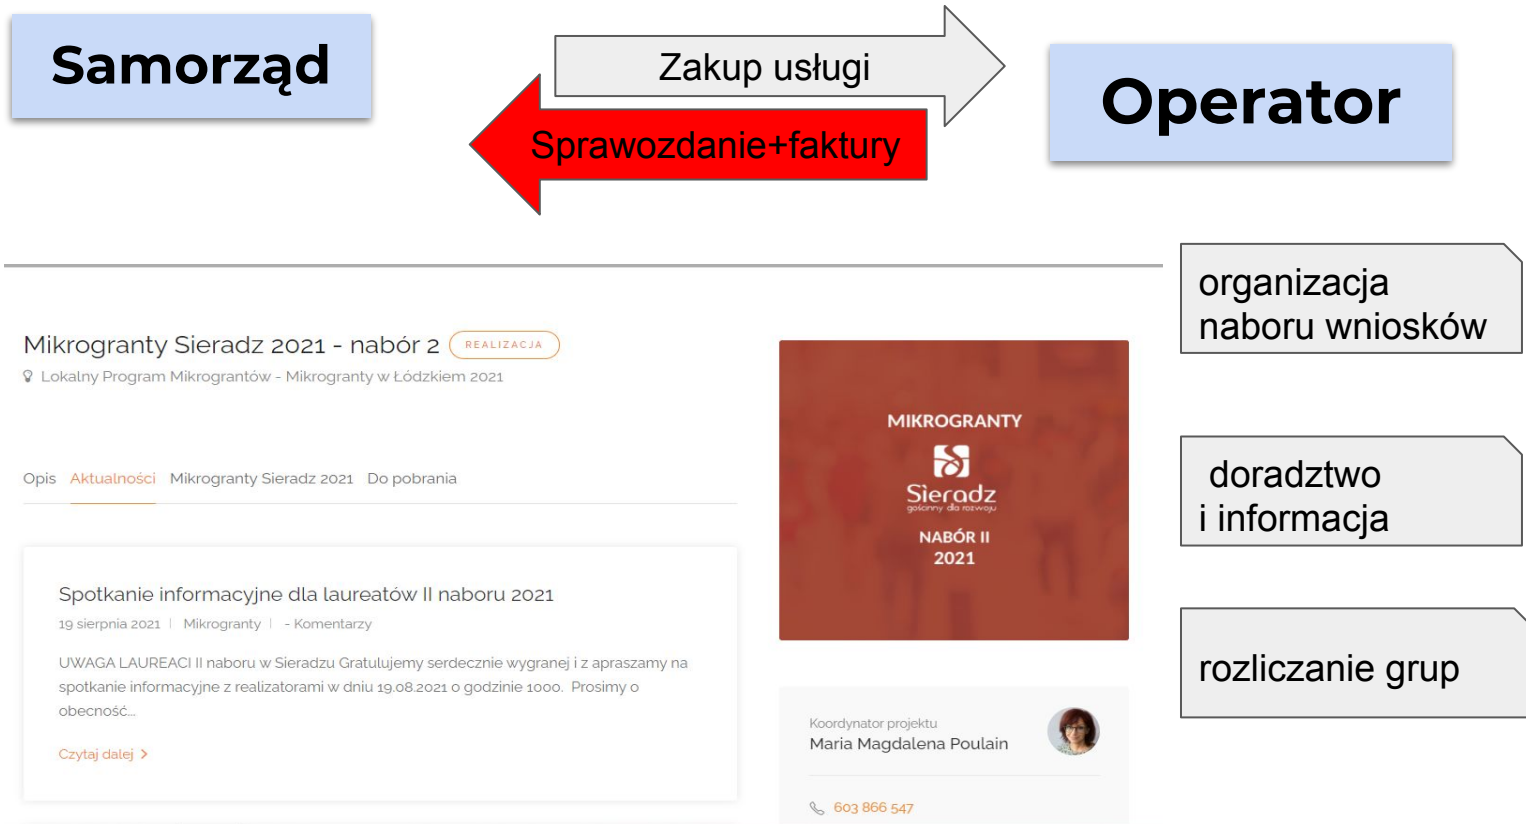 Samorząd
Zakup usługi
Sprawozdanie+faktury
Operator
organizacja
naboru wniosków
doradztwo
i informacja
rozliczanie grup
Mikrogranty Sieradz 2021 - nabór 2 REALIZACJA
Lokalny Program Mikrograntów - Mikrogranty w Łódzkiem 2021
Opis Aktualności Mikrogranty Sieradz 2021 Do pobrania
Spotkanie informacyjne dla laureatów II naboru 2021
19 sierpnia 2021 | Mikrogranty | - Komentarzy
UWAGA LAUREACI II naboru w Sieradzu Gratulujemy serdecznie wygranej i z apraszamy na
spotkanie informacyjne z realizatorami w dniu 19.08.2021 o godzinie 1000. Prosimy o
obecność...
Czytaj dalej >
MIKROGRANTY
Sieradz
gościnny dla rozwoju
NABÓR II
2021
Koordynator projektu
Maria Magdalena Poulain
603 866 547